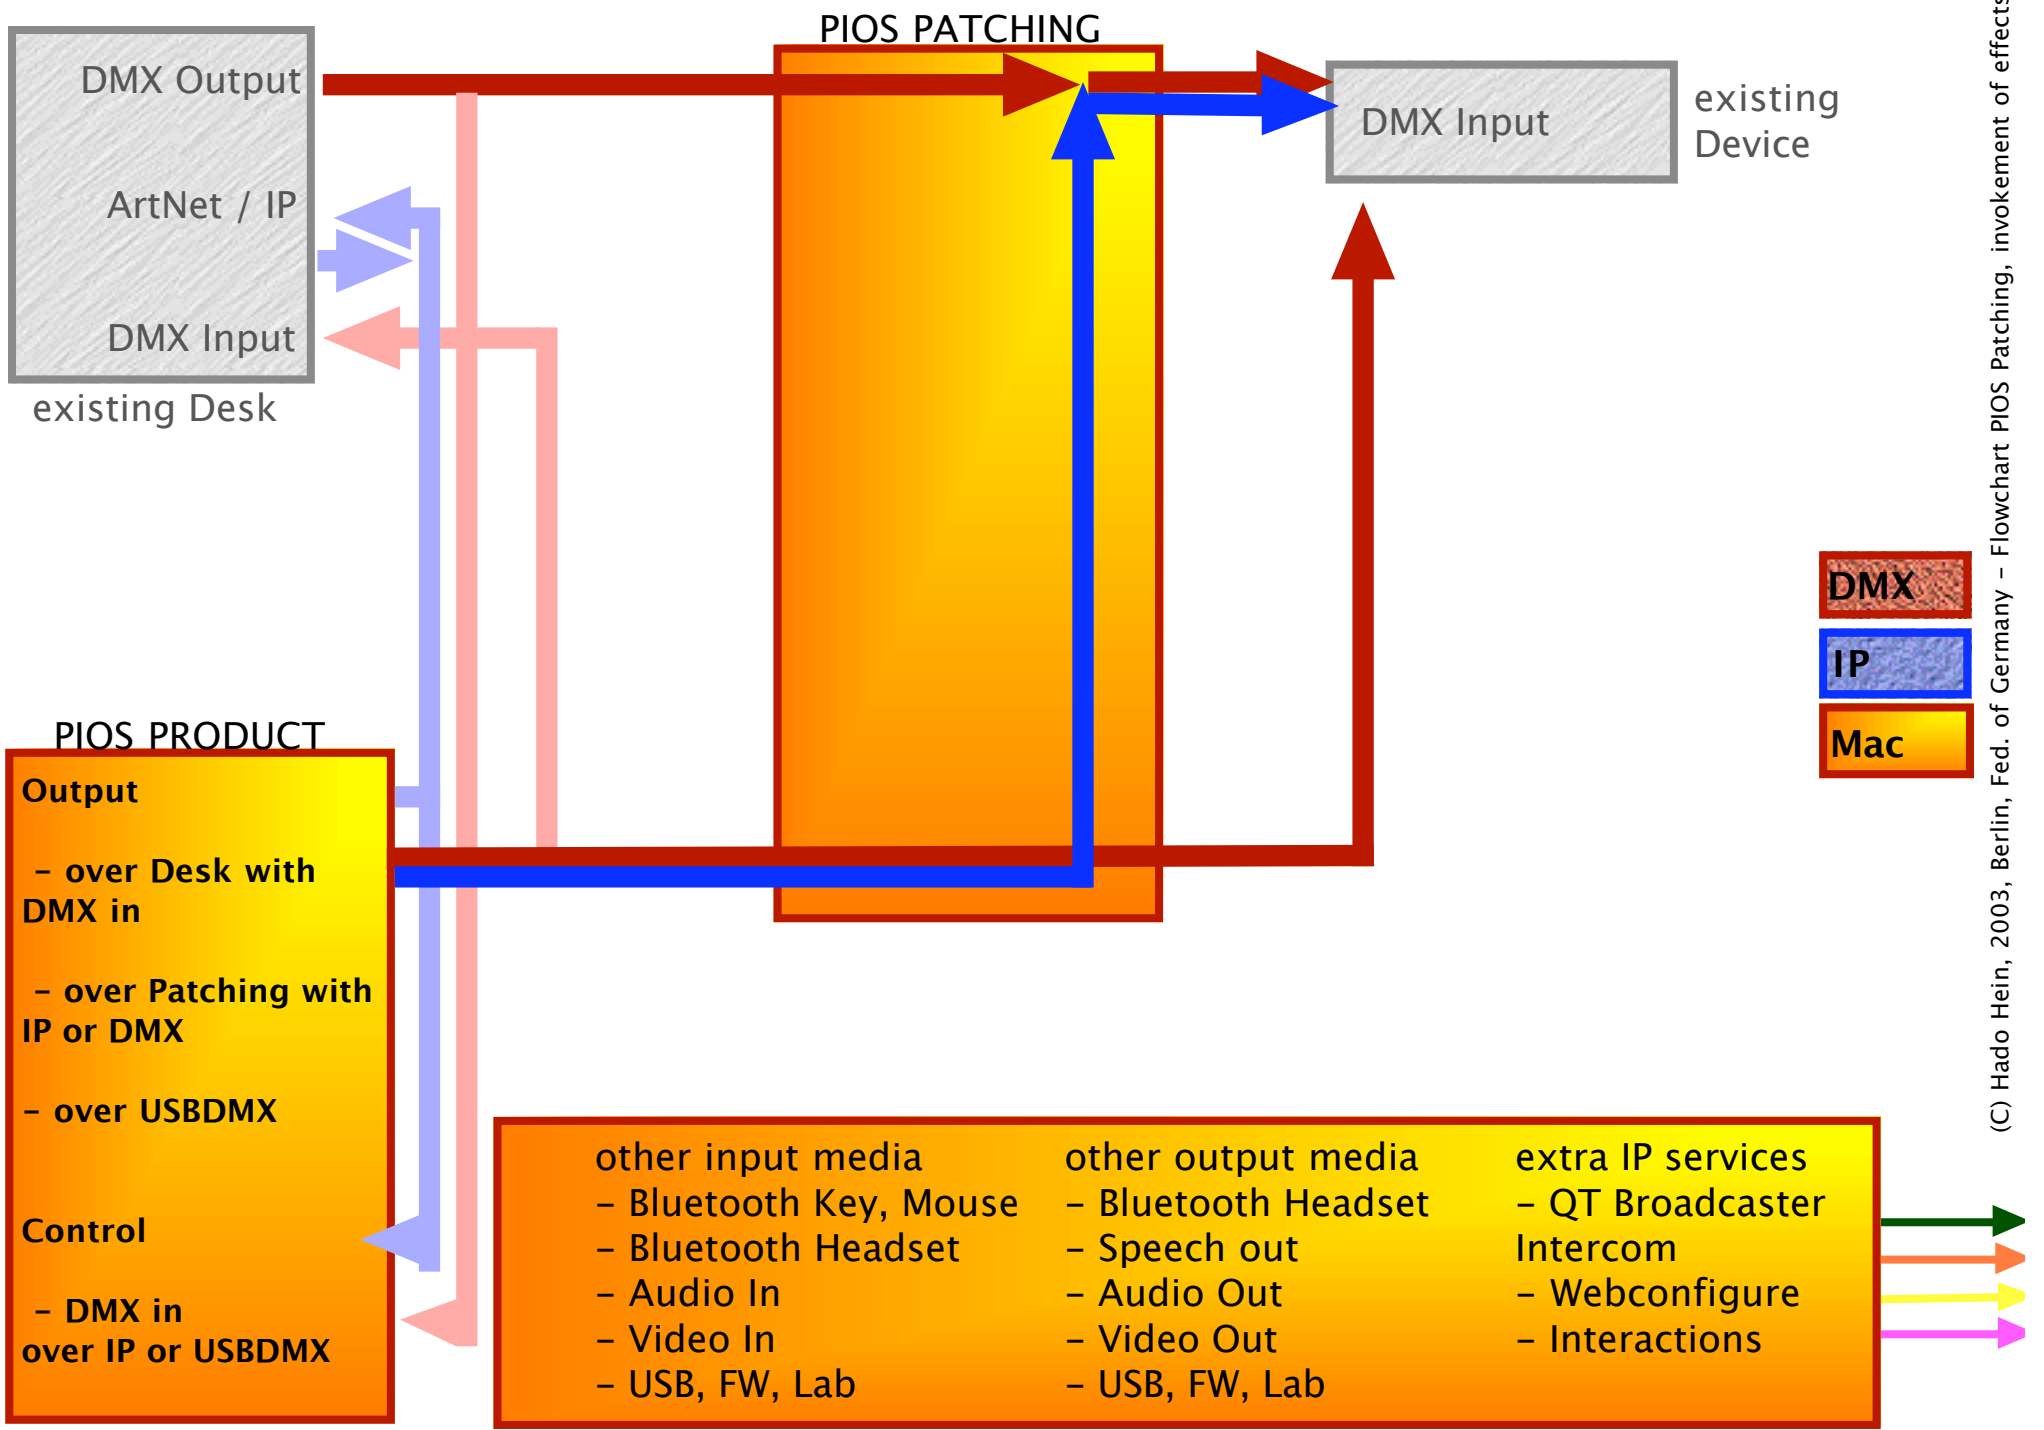 PIOS PATCHING
DMX Output
ArtNet / IP
DMX Input
existing Desk
DMX Input
existing
Device
DMX
IP
Mac
PIOS PRODUCT
Output
– over Desk with
DMX in
– over Patching with
IP or DMX
– over USBDMX
Control
– DMX in
over IP or USBDMX
other input media
– Bluetooth Key, Mouse
– Bluetooth Headset
– Audio In
– Video In
– USB, FW, Lab
other output media
– Bluetooth Headset
– Speech out
– Audio Out
– Video Out
– USB, FW, Lab
extra IP services
– QT Broadcaster
Intercom
– Webconfigure
– Interactions
(C) Hado Hein, 2003, Berlin, Fed. of Germany – Flowchart PIOS Patching, invokement of effects